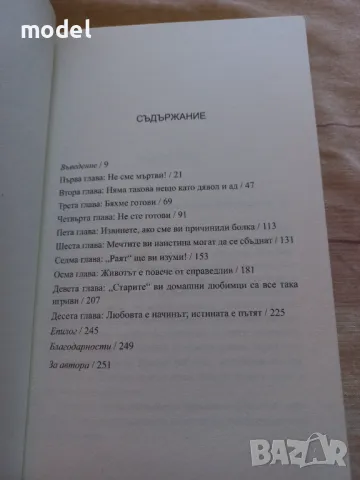 model
СЪДЪРЖАНИЕ
Въведение / 9
Първа глава: Не сме мъртви! / 21
Втора глава: Няма такова нещо като дявол и ад / 47
Трета глава: Бяхме готови / 69
Четвърта глава: Не сте готови / 91
Пета глава: Извинете, ако сме ви причинили болка / 113
Шеста глава: Мечтите ви наистина могат да се сбъднат / 131
Седма глава: „Раят“ ще ви изуми! / 153
Осма глава: Животът е повече от справедлив / 181
Девета глава: „Старите“ ви домашни любимци са все така
щтрави / 207
Десета глава: Любовта е начинът; истината е пътят / 225
Епилог / 245
Благодарности / 249
За автора / 251
BAZAR
bg